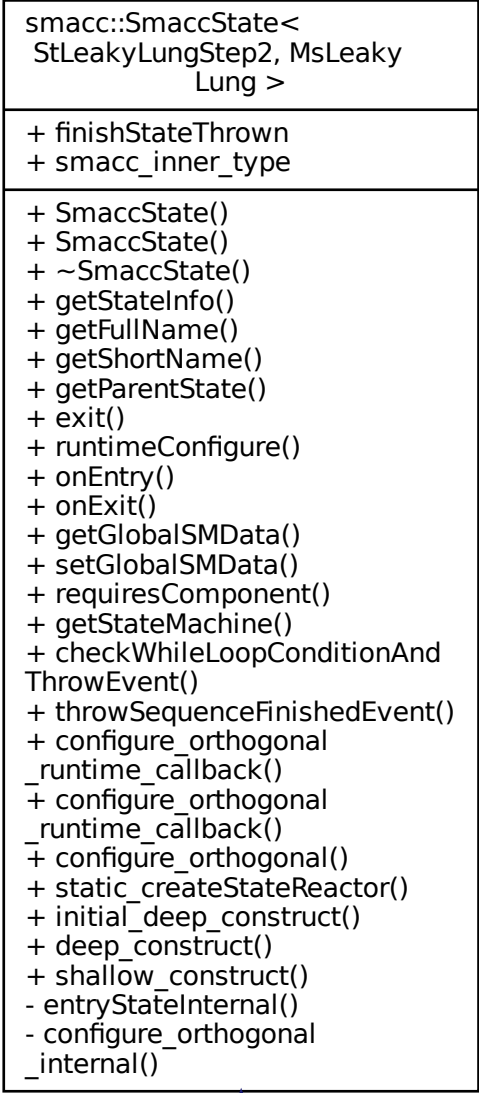 smacc::SmaccState<
StLeakyLungStep2, MsLeaky
Lung >
+ finishStateThrown
+ smacc_inner_type
+ SmaccState()
+ SmaccState()
+ ~SmaccState()
+ getStateInfo()
+ getFullName()
+ getShortName()
+ getParentState()
+ exit()
+ runtimeConfigure()
+ onEntry()
+ onExit()
+ getGlobalSMData()
+ setGlobalSMData()
+ requiresComponent()
+ getStateMachine()
+ checkWhileLoopConditionAnd
ThrowEvent()
+ throwSequenceFinishedEvent()
+ configure_orthogonal
_runtime_callback()
+ configure_orthogonal
_runtime_callback()
+ configure_orthogonal()
+ static_createStateReactor()
+ initial_deep_construct()
+ deep_construct()
+ shallow_construct()
- entryStateInternal()
- configure_orthogonal
_internal()